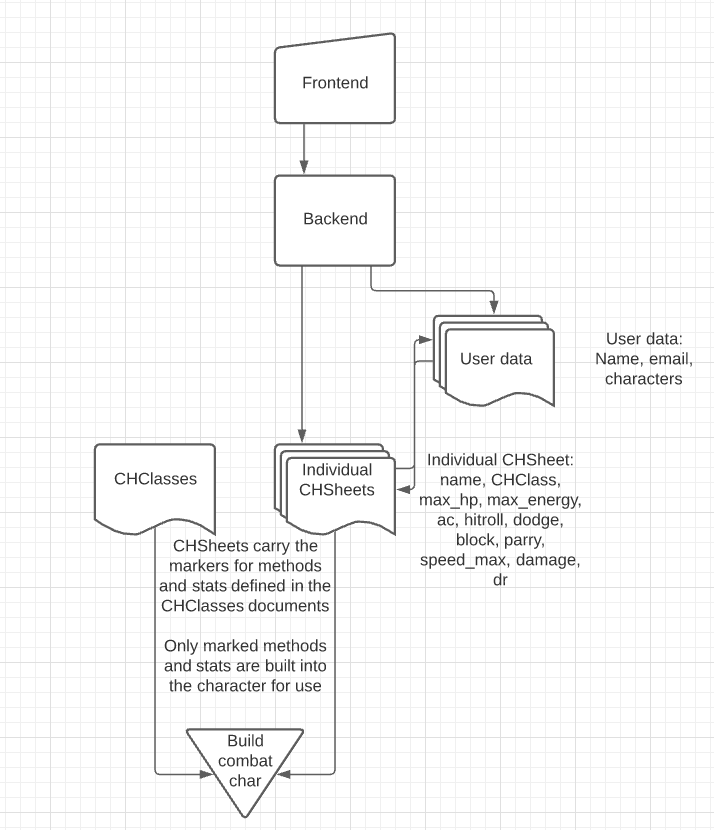 Frontend
Backend
User data
User data:
Name, email,
characters
CHClasses
Individual
CHSheets
Individual CHSheet:
name, CHClass,
max_hp, max_energy,
ac, hitroll, dodge,
block, parry,
speed_max, damage,
dr
CHSheets carry the
markers for methods
and stats defined in the
CHClasses documents
Only marked methods
and stats are built into
the character for use
Build
combat
char